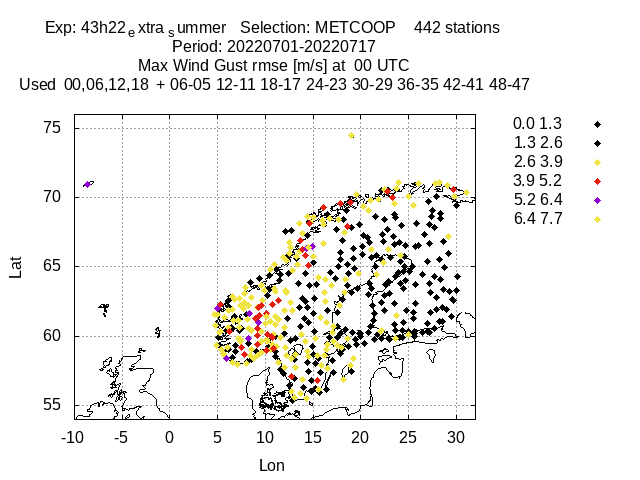 Exp: 43h22extrasummer Selection: METCOOP 442 stations
Period: 20220701-20220717
Max Wind Gust rmse [m/s] at 00 UTC
Used 00,06,12,18 + 06-05 12-11 18-17 24-23 30-29 36-35 42-41 48-47
0.0 1.3
1.3 2.6
2.6 3.9
3.9 5.2
5.2 6.4
6.4 7.7
75
70
65
60
55
Lat
-10 -5 0 5 10 15 20 25 30
Lon